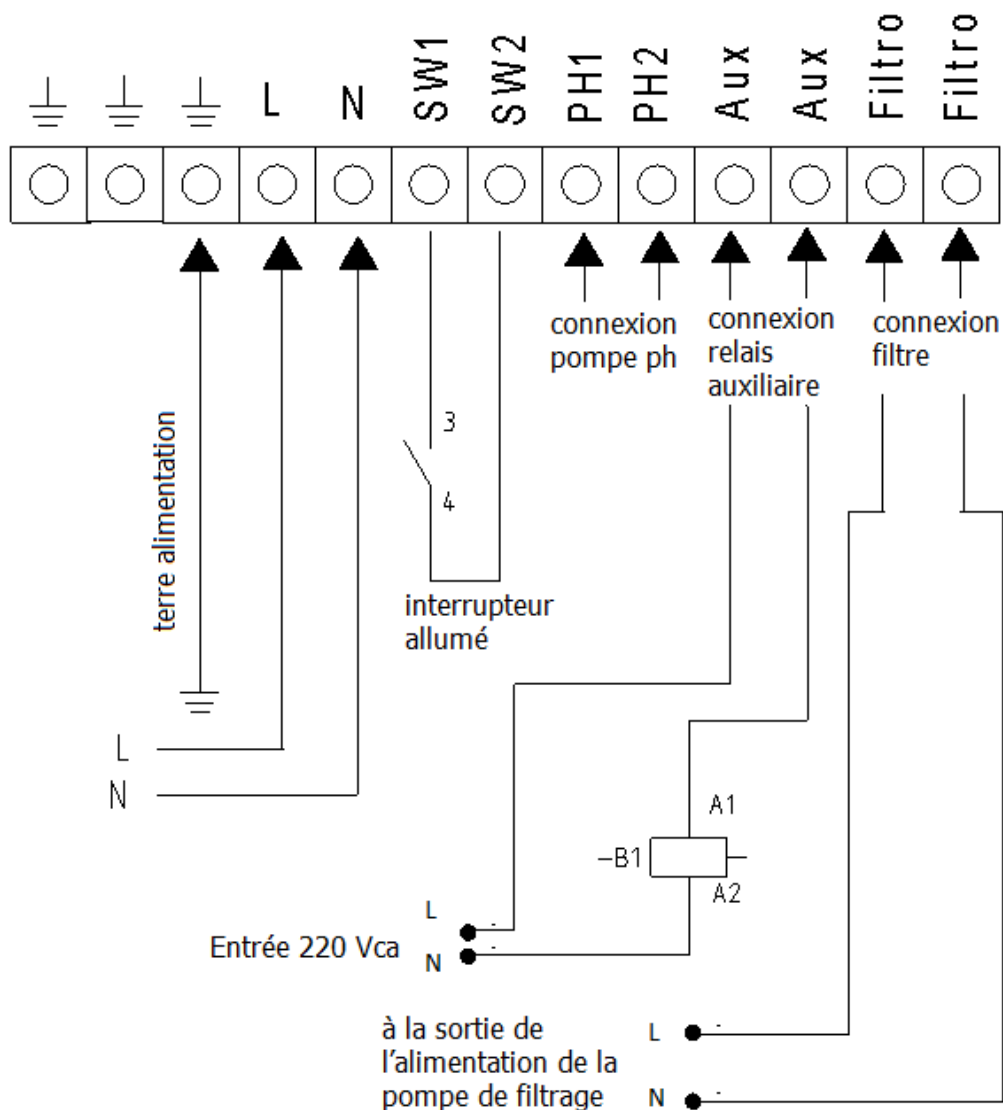 L
N
SW1
SW2
PH1
PH2
Aux
Aux
Filtro
Filtro
connexion
pompe ph
connexion
relais
auxiliaire
connexion
filtre
terre alimentation
3
4
interrupteur
allumé
L
N
A1
-B1
A2
L
Entrée 220 Vca
N
à la sortie de
l'alimentation de la
pompe de filtrage
L
N